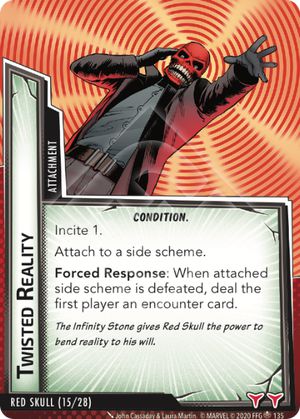 ATTACHMENT
TWISTED REALITY
CONDITION.
Incite 1.
Attach to a side scheme.
Forced Response: When attached
side scheme is defeated, deal the
first player an encounter card.
The Infinity Stone gives Red Skull the power to
bend reality to his will.
RED SKULL (15/28)
John Cassaday & Laura Martin. © MARVEL © 2020 FFG 135